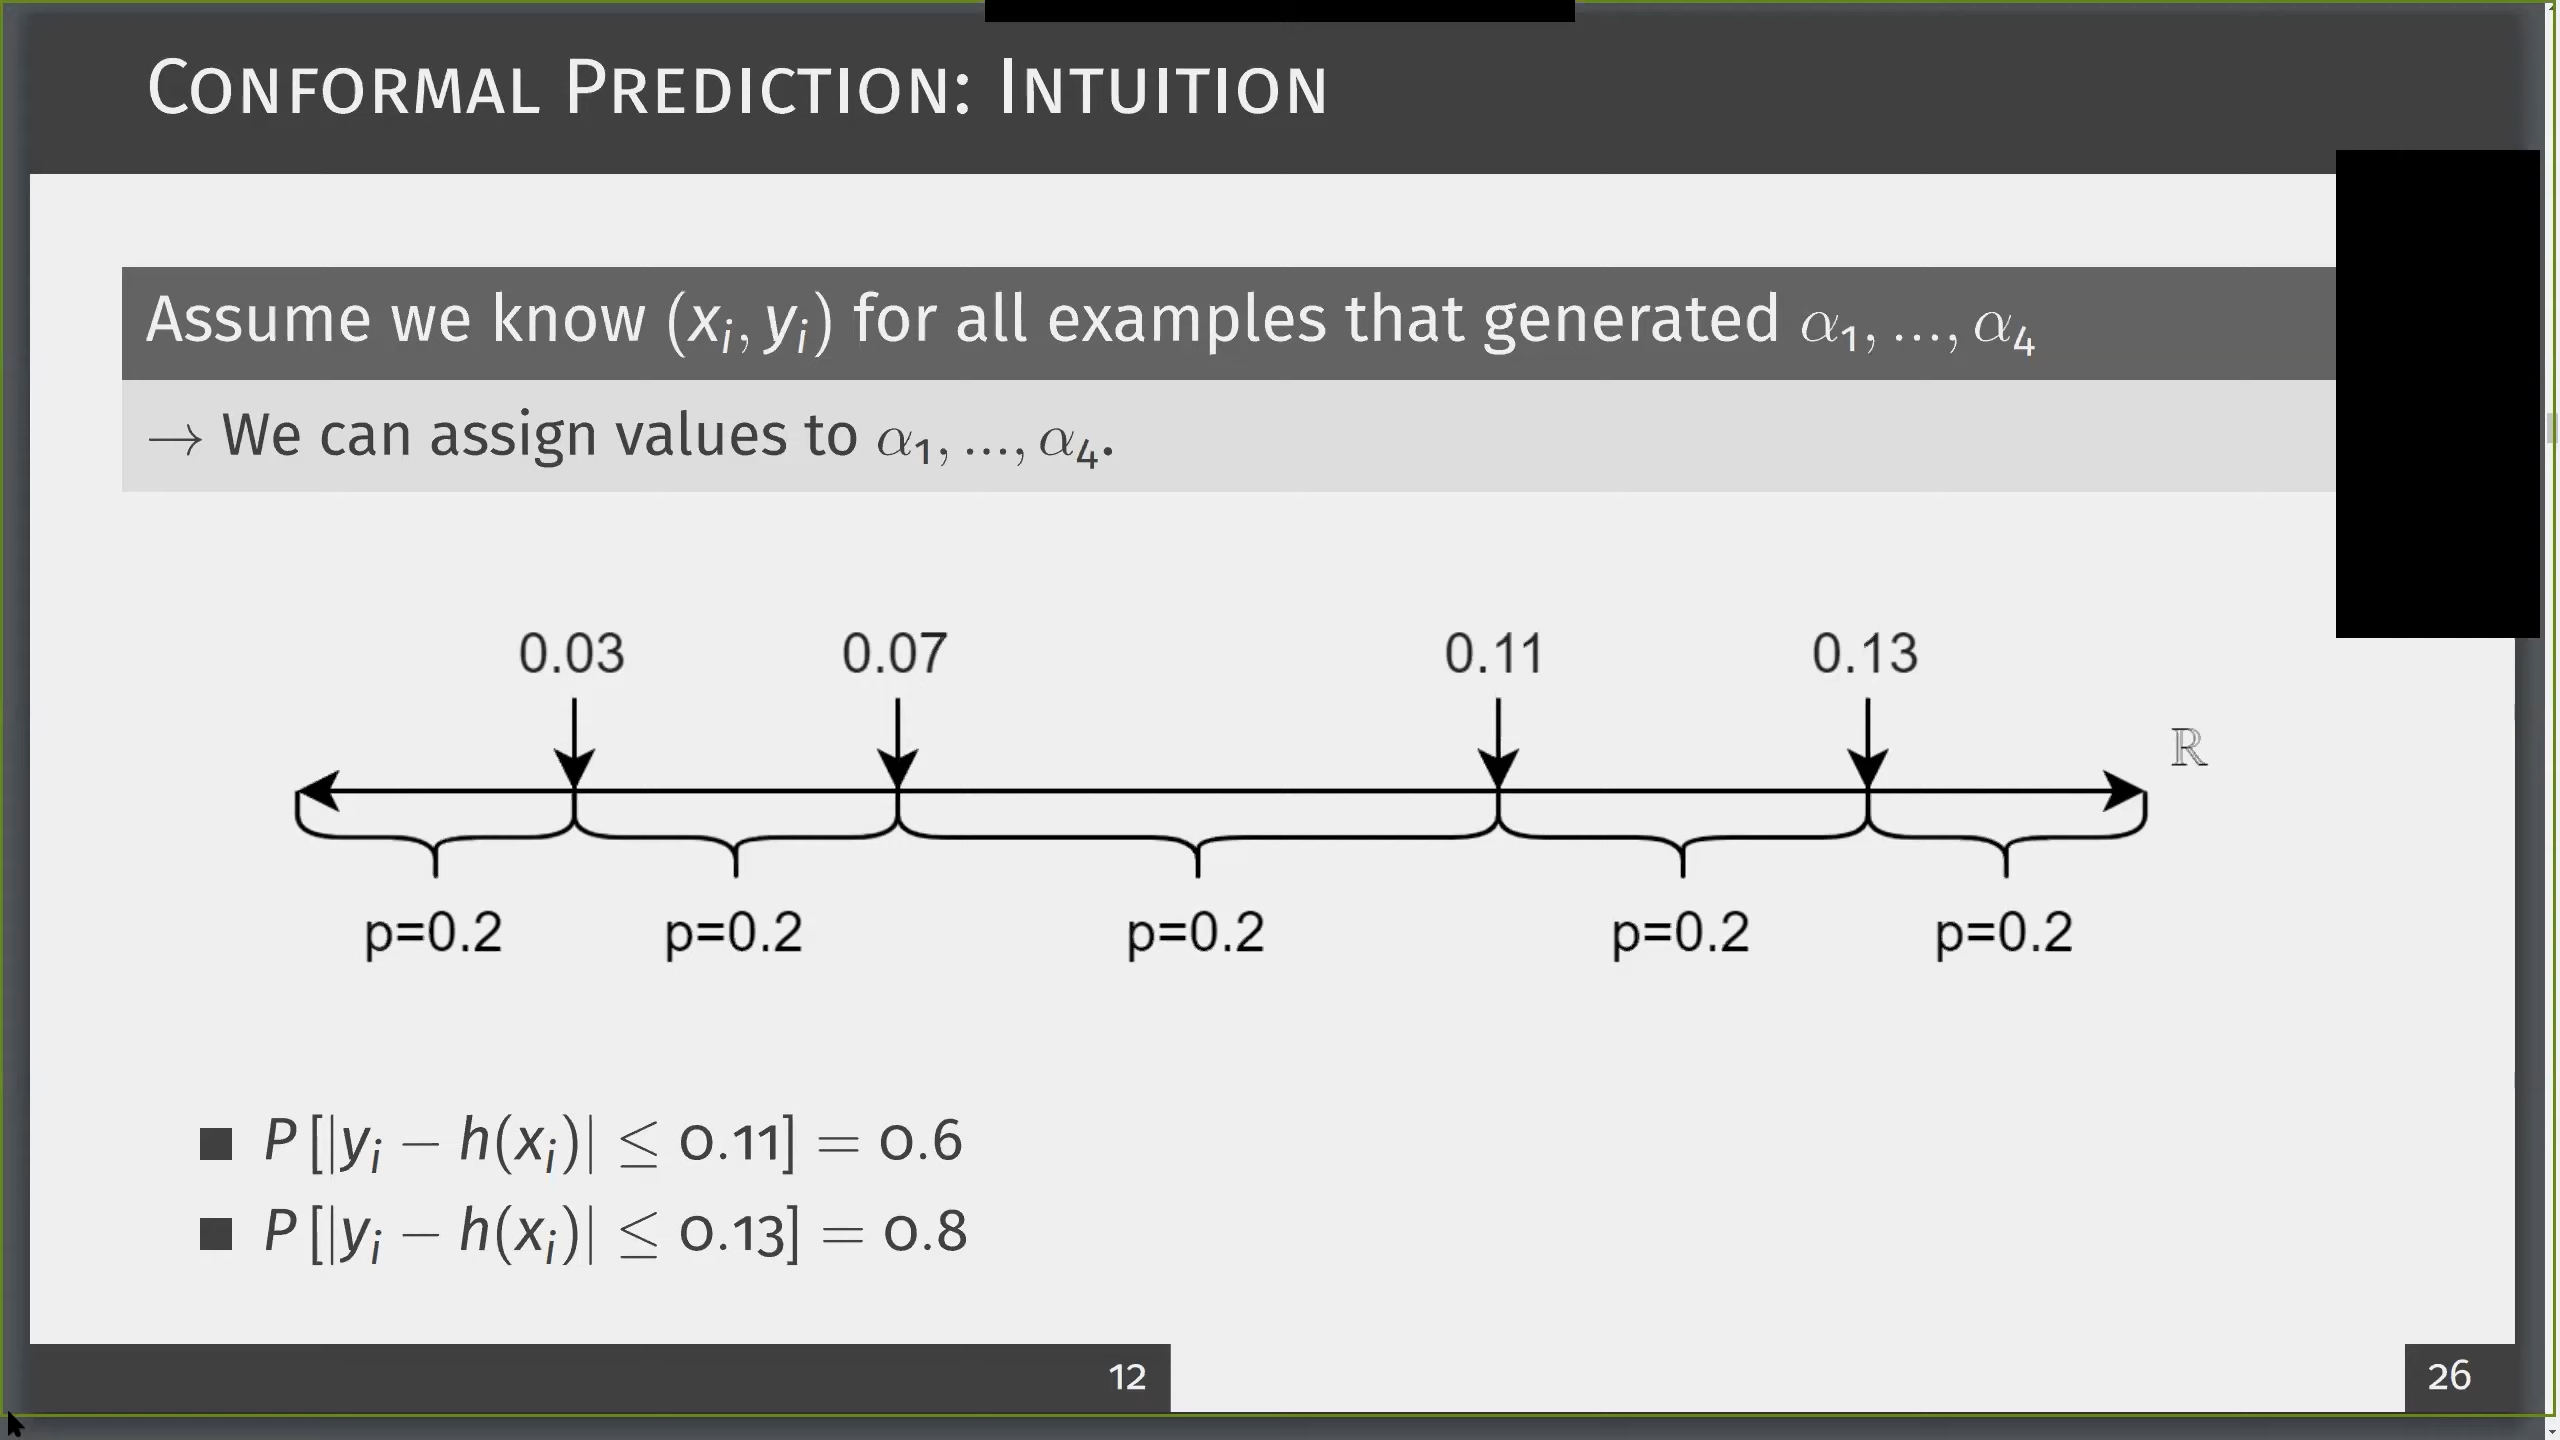 CONFORMAL PREDICTION: INTUITION
Assume we know (xᵢ, yᵢ) for all examples that generated α₁, ..., α₄
→ We can assign values to α₁, ..., α₄.
0.03 0.07 0.11 0.13
ℝ
p=0.2 p=0.2 p=0.2 p=0.2 p=0.2
■ P[|yᵢ − h(xᵢ)| ≤ 0.11] = 0.6
■ P[|yᵢ − h(xᵢ)| ≤ 0.13] = 0.8
12 26